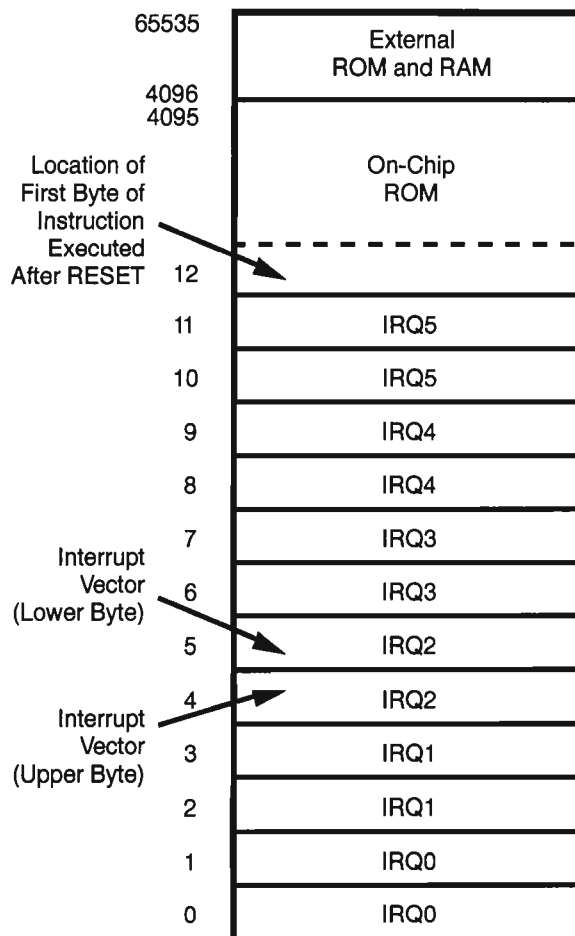 65535
External
ROM and RAM
4096
4095
Location of
First Byte of
Instruction
Executed
After RESET
On-Chip
ROM
12
11 IRQ5
10 IRQ5
9 IRQ4
8 IRQ4
7 IRQ3
Interrupt
Vector
(Lower Byte)
6 IRQ3
5 IRQ2
4 IRQ2
Interrupt
Vector
(Upper Byte)
3 IRQ1
2 IRQ1
1 IRQ0
0 IRQ0